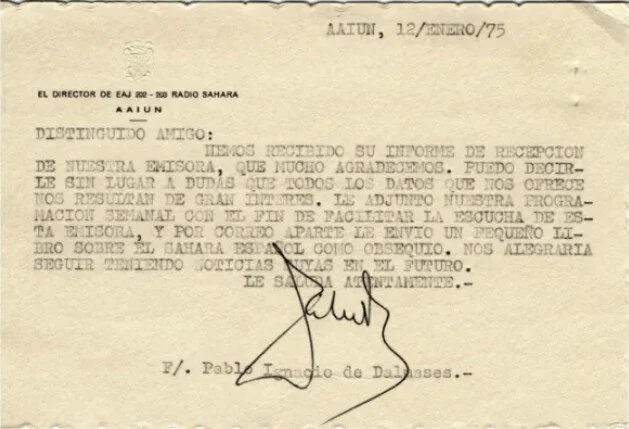 AAIUN, 12/ENERO/75
EL DIRECTOR DE EAJ 202 - 203 RADIO SAHARA
AAIUN
DISTINGUIDO AMIGO:
HEMOS RECIBIDO SU INFORME DE RECEPCION
DE NUESTRA EMISORA, QUE MUCHO AGRADECEMOS. PUEDO DECIR-
LE SIN LUGAR A DUDAS QUE TODOS LOS DATOS QUE NOS OFRECE
NOS RESULTAN DE GRAN INTERES. LE ADJUNTO NUESTRA PROGRA-
MACION SEMANAL CON EL FIN DE FACILITAR LA ESCUCHA DE ES-
TA EMISORA, Y POR CORREO APARTE LE ENVIO UN PEQUEÑO LI-
BRO SOBRE EL SAHARA ESPAÑOL COMO OBSEQUIO. NOS ALEGRARIA
SEGUIR TENIENDO NOTICIAS SUYAS EN EL FUTURO.
LE SALUDA ATENTAMENTE.-
F/. Pablo Ignacio de Dalmases.-